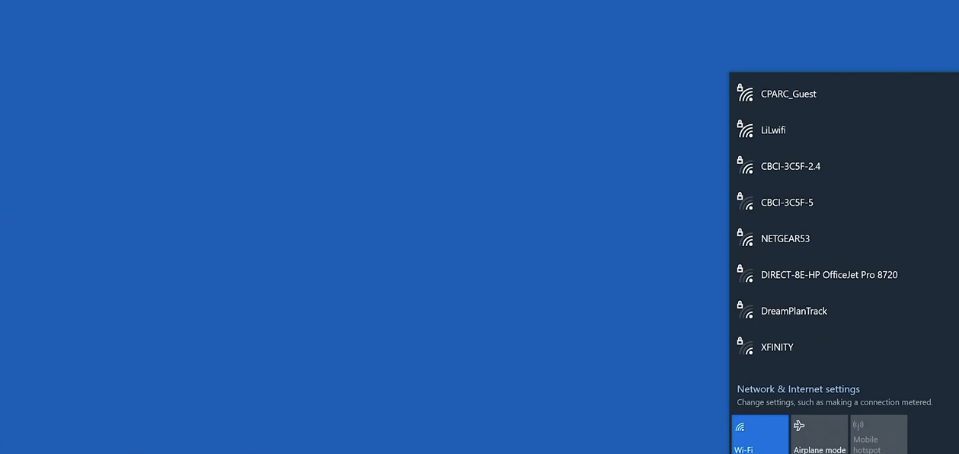 CPARC_Guest
LiLwifi
CBCI-3C5F-2.4
CBCI-3C5F-5
NETGEAR53
DIRECT-8E-HP OfficeJet Pro 8720
DreamPlanTrack
XFINITY
Network & Internet settings
Change settings, such as making a connection metered.
Wi-Fi
Airplane mode
Mobile
hotspot